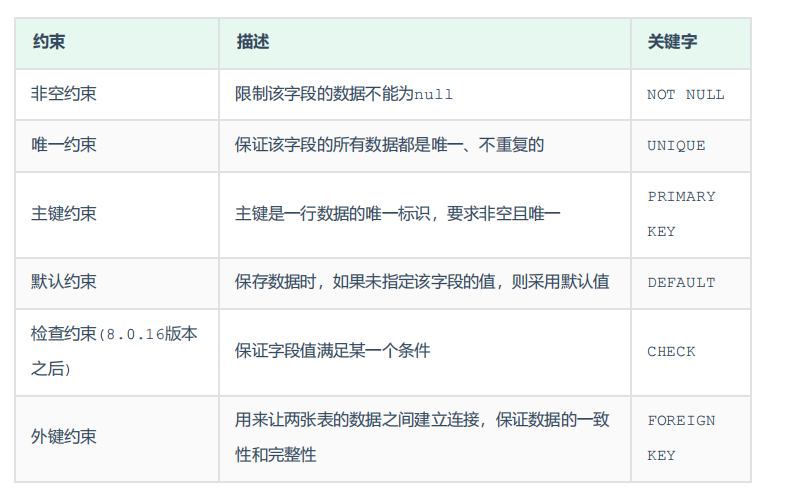 约束 描述 关键字
非空约束 限制该字段的数据不能为null NOT NULL
唯一约束 保证该字段的所有数据都是唯一、不重复的 UNIQUE
主键约束 主键是一行数据的唯一标识，要求非空且唯一 PRIMARY
KEY
默认约束 保存数据时，如果未指定该字段的值，则采用默认值 DEFAULT
检查约束(8.0.16版本
之后)
保证字段值满足某一个条件 CHECK
外键约束
用来让两张表的数据之间建立连接，保证数据的一致
性和完整性
FOREIGN
KEY